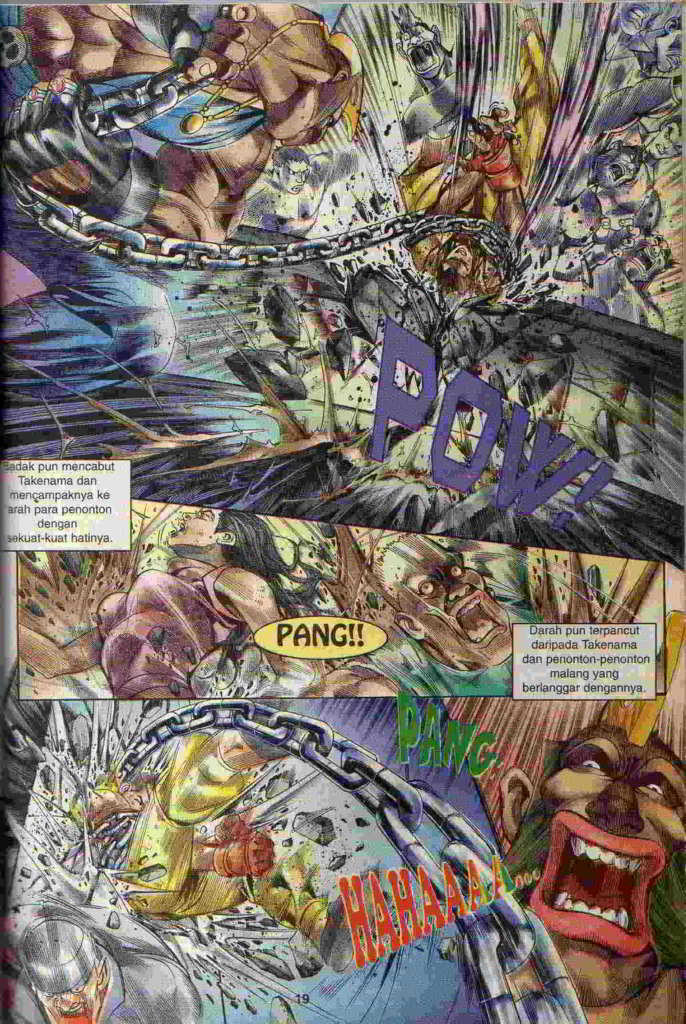 POW!
Badak pun mencabut
Takenama dan
mencampaknya ke
arah para penonton
dengan
sekuat-kuat hatinya.
PANG!!
Darah pun terpancut
daripada Takenama
dan penonton-penonton
malang yang
berlanggar dengannya.
PANG
HAHAAAA...
19